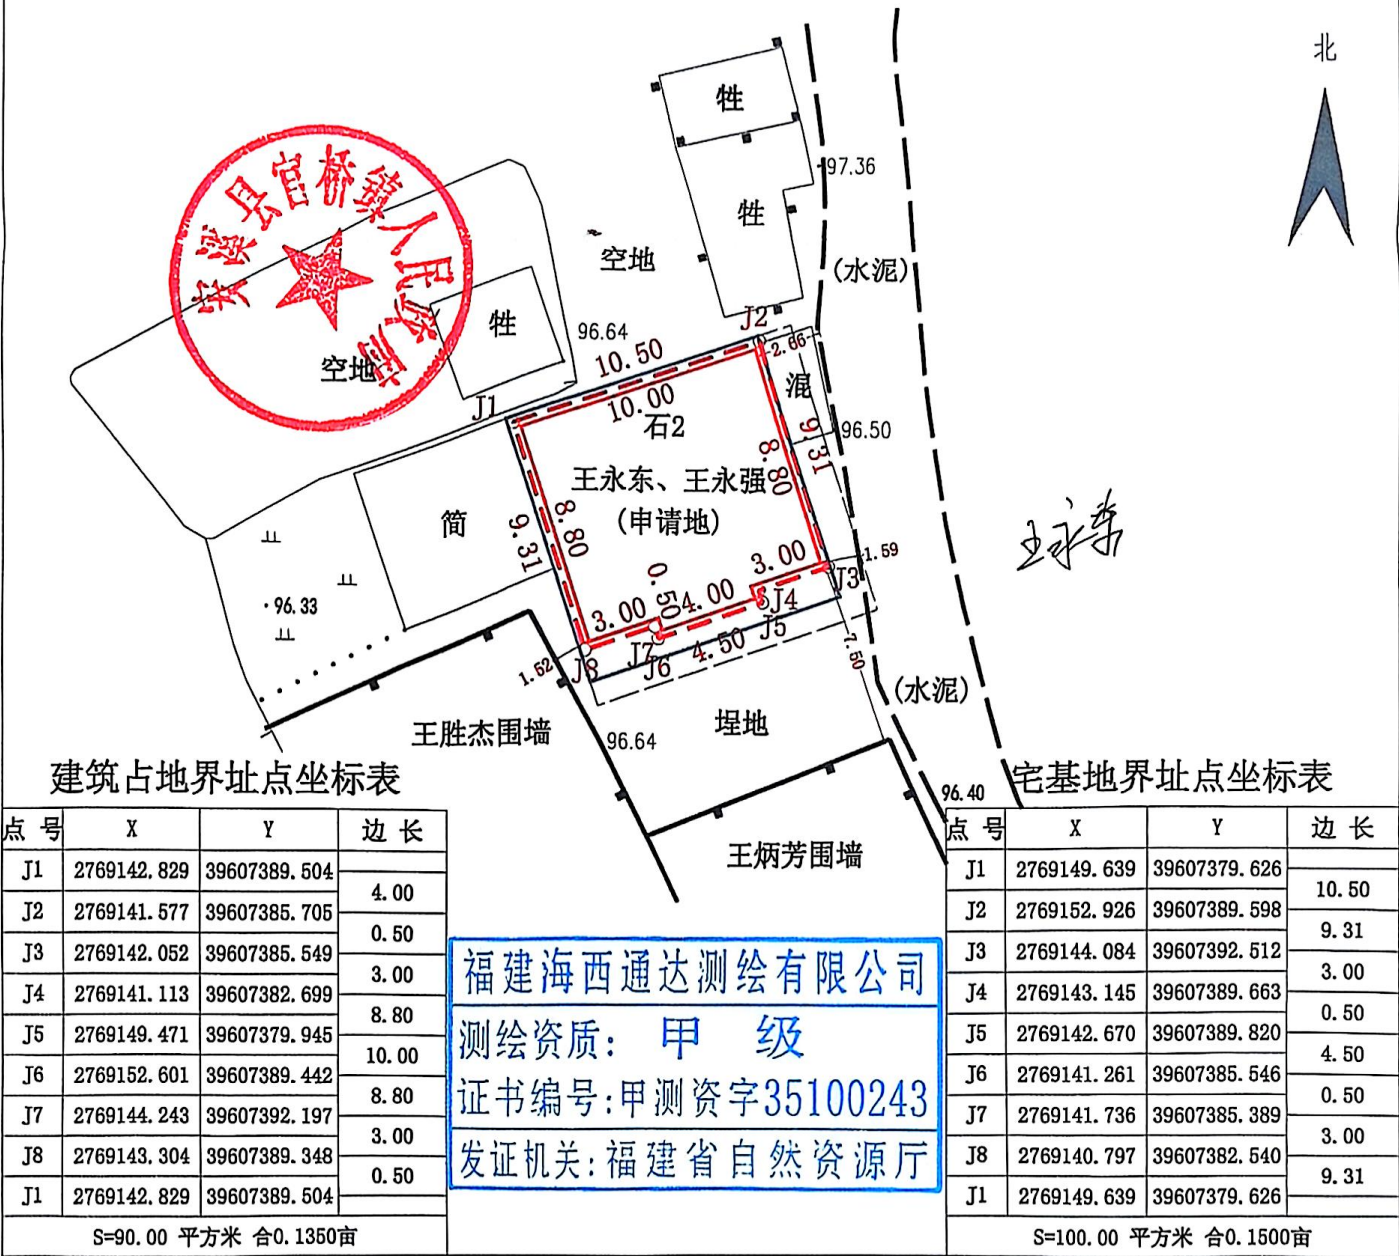 北
牲
97.36
牲
(水泥)
空地
安溪县官桥镇人民政府
空地
牲
96.64
J2
10.50
2.66
混
J1
10.00
石2
96.50
9.31
8.80
王永东、王永强
(申请地)
简
8.80
9.31
3.00
1.59
J3
0.50
4.00
J4
J5
3.00
96.33
4.50
J7
J6
J8
1.52
7.50
(水泥)
王胜杰围墙
96.64
埕地
96.40
王炳芳围墙
建筑占地界址点坐标表
点 号 X Y 边 长
J1 2769142.829 39607389.504
4.00
J2 2769141.577 39607385.705
0.50
J3 2769142.052 39607385.549
3.00
J4 2769141.113 39607382.699
8.80
J5 2769149.471 39607379.945
10.00
J6 2769152.601 39607389.442
8.80
J7 2769144.243 39607392.197
3.00
J8 2769143.304 39607389.348
0.50
J1 2769142.829 39607389.504
S=90.00 平方米 合0.1350亩
福建海西通达测绘有限公司
测绘资质: 甲 级
证书编号:甲测资字35100243
发证机关:福建省自然资源厅
宅基地界址点坐标表
点 号 X Y 边 长
J1 2769149.639 39607379.626
10.50
J2 2769152.926 39607389.598
9.31
J3 2769144.084 39607392.512
3.00
J4 2769143.145 39607389.663
0.50
J5 2769142.670 39607389.820
4.50
J6 2769141.261 39607385.546
0.50
J7 2769141.736 39607385.389
3.00
J8 2769140.797 39607382.540
9.31
J1 2769149.639 39607379.626
S=100.00 平方米 合0.1500亩